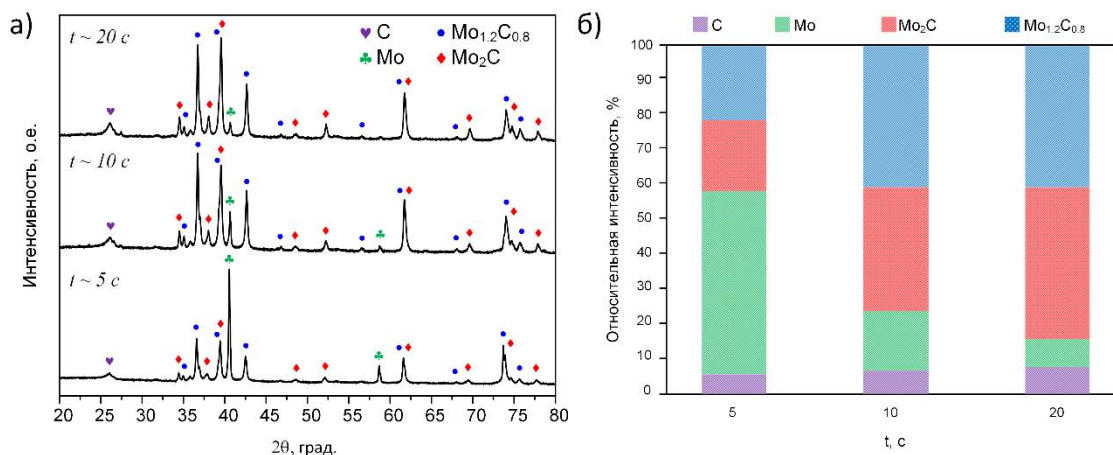 а)
t ~ 20 c
C
Mo1.2C0.8
Mo
Mo2C
t ~ 10 c
t ~ 5 c
Интенсивность, о.е.
20 25 30 35 40 45 50 55 60 65 70 75 80
2θ, град.
б)
C Mo Mo2C Mo1.2C0.8
Относительная интенсивность, %
100
90
80
70
60
50
40
30
20
10
0
5 10 20
t, с